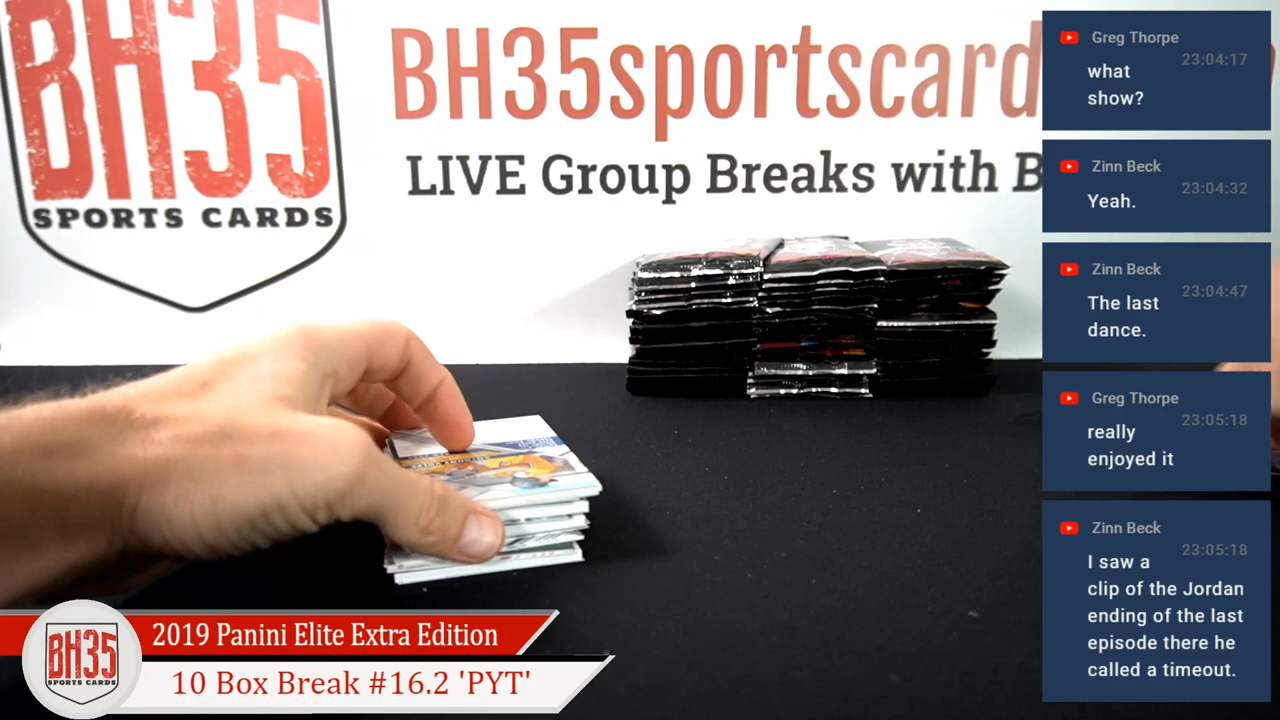 BH35
SPORTS CARDS
BH35sportscard
LIVE Group Breaks with B
Greg Thorpe
23:04:17
what
show?
Zinn Beck
23:04:32
Yeah.
Zinn Beck
23:04:47
The last
dance.
Greg Thorpe
23:05:18
really
enjoyed it
Zinn Beck
23:05:18
I saw a
clip of the Jordan
ending of the last
episode there he
called a timeout.
BH35
SPORTS CARDS
2019 Panini Elite Extra Edition
10 Box Break #16.2 'PYT'